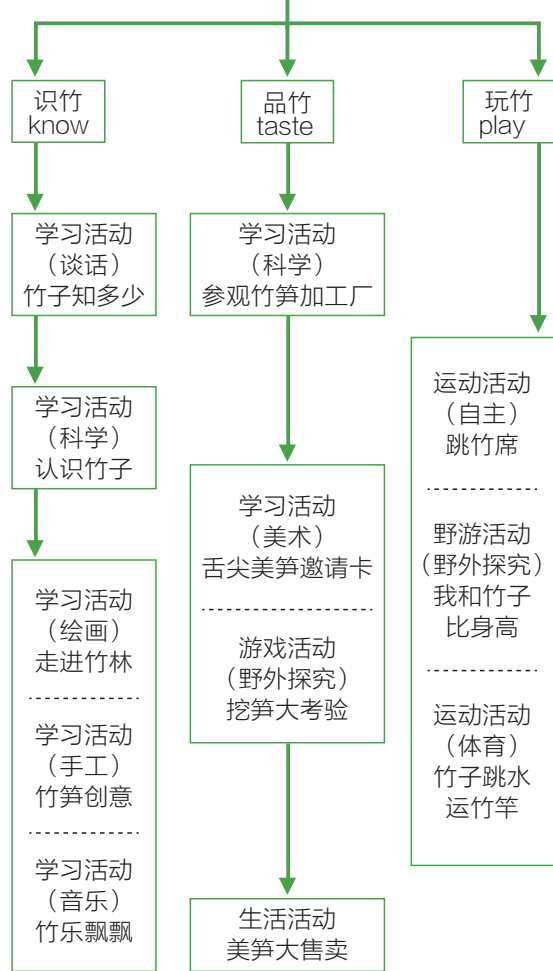 识竹
know
学习活动
（谈话）
竹子知多少
学习活动
（科学）
认识竹子
学习活动
（绘画）
走进竹林
学习活动
（手工）
竹笋创意
学习活动
（音乐）
竹乐飘飘
品竹
taste
学习活动
（科学）
参观竹笋加工厂
学习活动
（美术）
舌尖美笋邀请卡
游戏活动
（野外探究）
挖笋大考验
生活活动
美笋大售卖
玩竹
play
运动活动
（自主）
跳竹席
野游活动
（野外探究）
我和竹子
比身高
运动活动
（体育）
竹子跳水
运竹竿